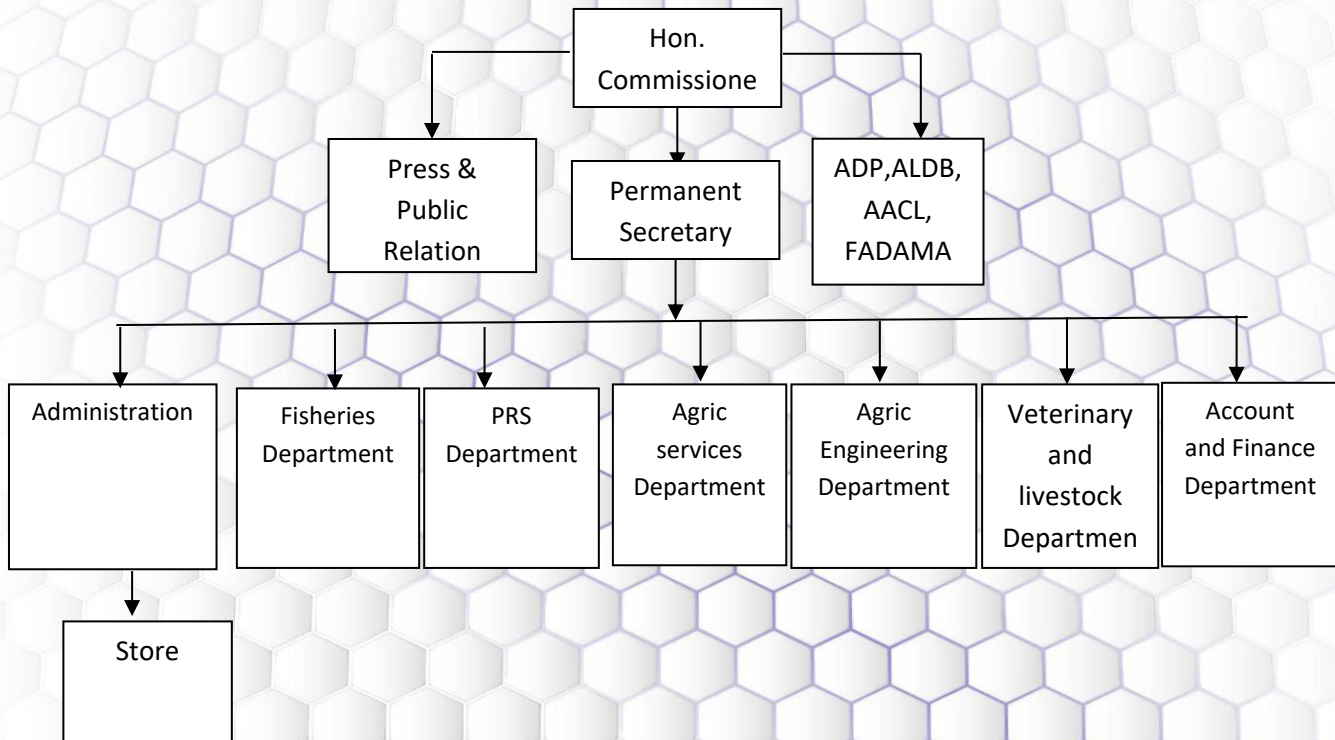 Hon.
Commissione
Press &
Public
Relation
Permanent
Secretary
ADP,ALDB,
AACL,
FADAMA
Administration
Fisheries
Department
PRS
Department
Agric
services
Department
Agric
Engineering
Department
Veterinary
and
livestock
Departmen
Account
and Finance
Department
Store